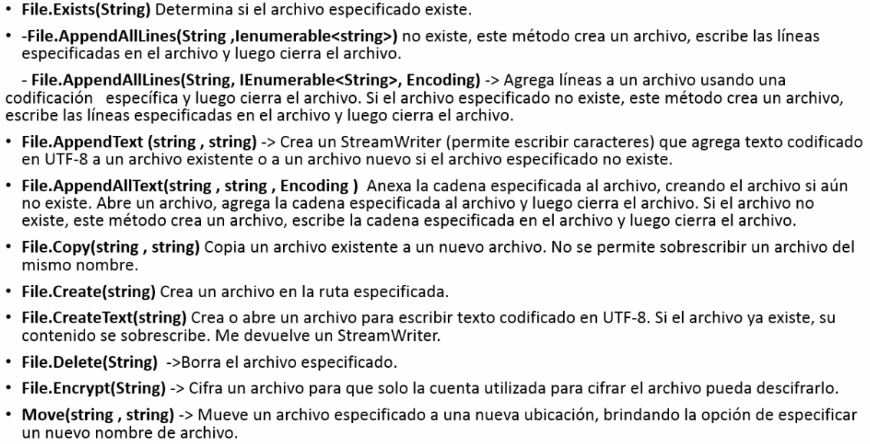 • File.Exists(String) Determina si el archivo especificado existe.
• -File.AppendAllLines(String ,Ienumerable<string>) no existe, este método crea un archivo, escribe las líneas
especificadas en el archivo y luego cierra el archivo.
- File.AppendAllLines(String, IEnumerable<String>, Encoding) -> Agrega líneas a un archivo usando una
codificación específica y luego cierra el archivo. Si el archivo especificado no existe, este método crea un archivo,
escribe las líneas especificadas en el archivo y luego cierra el archivo.
• File.AppendText (string , string) -> Crea un StreamWriter (permite escribir caracteres) que agrega texto codificado
en UTF-8 a un archivo existente o a un archivo nuevo si el archivo especificado no existe.
• File.AppendAllText(string , string , Encoding ) Anexa la cadena especificada al archivo, creando el archivo si aún
no existe. Abre un archivo, agrega la cadena especificada al archivo y luego cierra el archivo. Si el archivo no
existe, este método crea un archivo, escribe la cadena especificada en el archivo y luego cierra el archivo.
• File.Copy(string , string) Copia un archivo existente a un nuevo archivo. No se permite sobrescribir un archivo del
mismo nombre.
• File.Create(string) Crea un archivo en la ruta especificada.
• File.CreateText(string) Crea o abre un archivo para escribir texto codificado en UTF-8. Si el archivo ya existe, su
contenido se sobrescribe. Me devuelve un StreamWriter.
• File.Delete(String) ->Borra el archivo especificado.
• File.Encrypt(String) -> Cifra un archivo para que solo la cuenta utilizada para cifrar el archivo pueda descifrarlo.
• Move(string , string) -> Mueve un archivo especificado a una nueva ubicación, brindando la opción de especificar
un nuevo nombre de archivo.